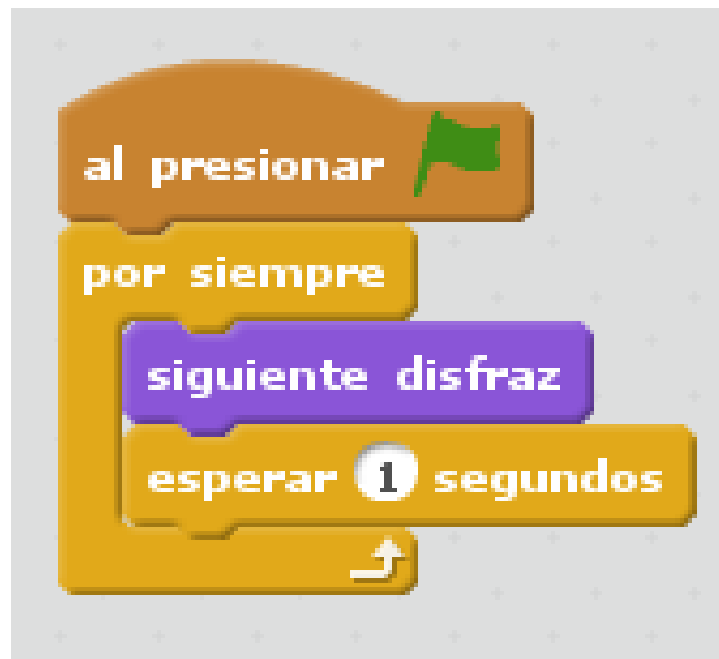 al presionar
por siempre
siguiente disfraz
esperar 1 segundos